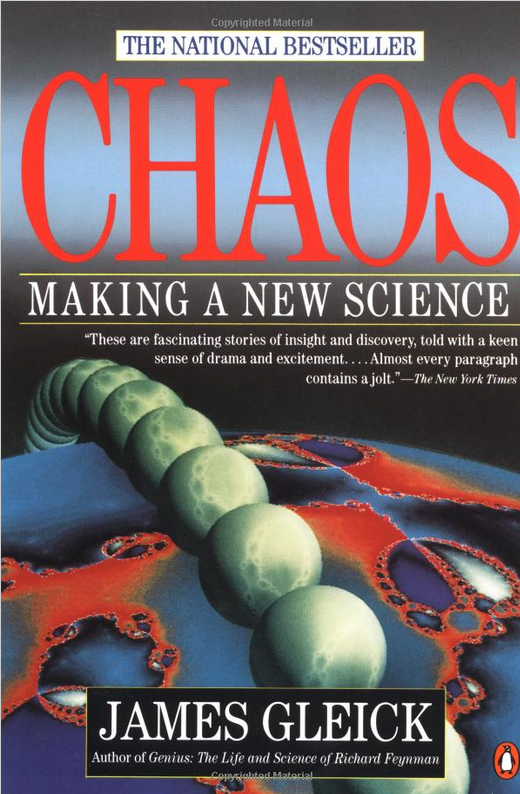 Copyrighted Material
THE NATIONAL BESTSELLER
CHAOS
MAKING A NEW SCIENCE
“These are fascinating stories of insight and discovery, told with a keen
sense of drama and excitement. . . . Almost every paragraph
contains a jolt.”—The New York Times
JAMES GLEICK
Author of Genius: The Life and Science of Richard Feynman
Copyrighted Material